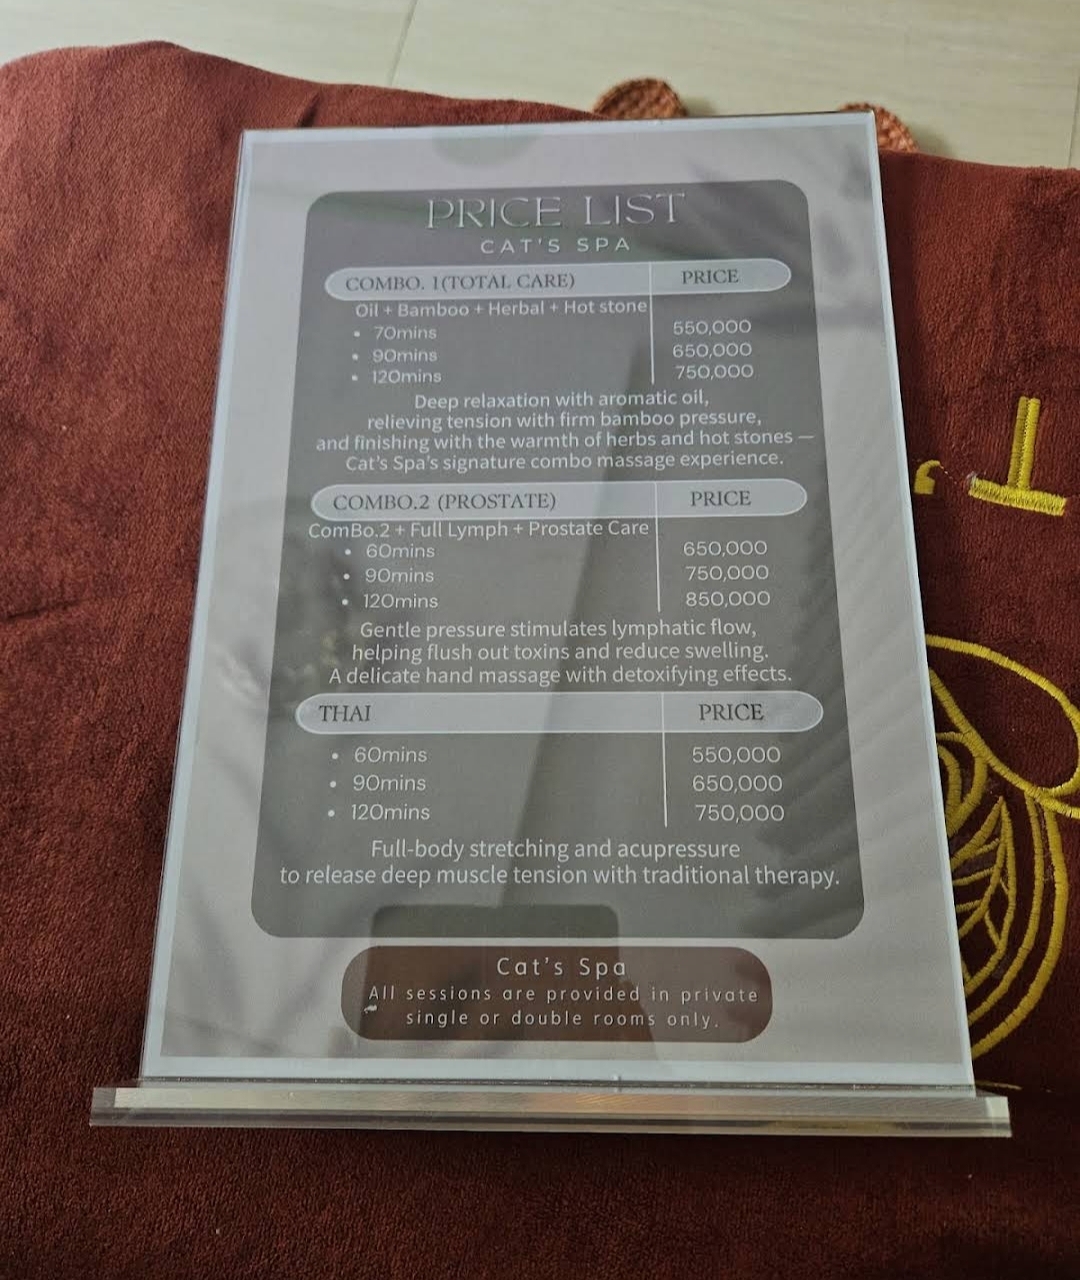 PRICE LIST
CAT'S SPA
COMBO. 1(TOTAL CARE) PRICE
Oil + Bamboo + Herbal + Hot stone
• 70mins 550,000
• 90mins 650,000
• 120mins 750,000
Deep relaxation with aromatic oil,
relieving tension with firm bamboo pressure,
and finishing with the warmth of herbs and hot stones —
Cat's Spa's signature combo massage experience.
COMBO.2 (PROSTATE) PRICE
ComBo.2 + Full Lymph + Prostate Care
• 60mins 650,000
• 90mins 750,000
• 120mins 850,000
Gentle pressure stimulates lymphatic flow,
helping flush out toxins and reduce swelling.
A delicate hand massage with detoxifying effects.
THAI PRICE
• 60mins 550,000
• 90mins 650,000
• 120mins 750,000
Full-body stretching and acupressure
to release deep muscle tension with traditional therapy.
Cat's Spa
All sessions are provided in private
single or double rooms only.